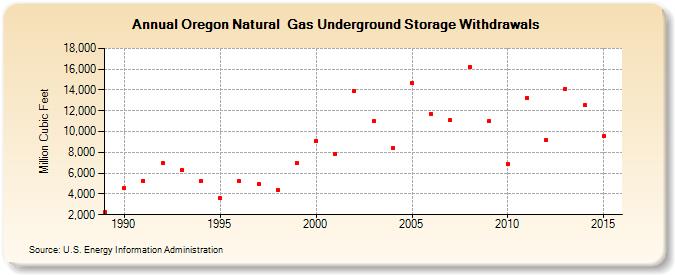 Annual Oregon Natural Gas Underground Storage Withdrawals
Million Cubic Feet
18,000
16,000
14,000
12,000
10,000
8,000
6,000
4,000
2,000
1990 1995 2000 2005 2010 2015
Source: U.S. Energy Information Administration